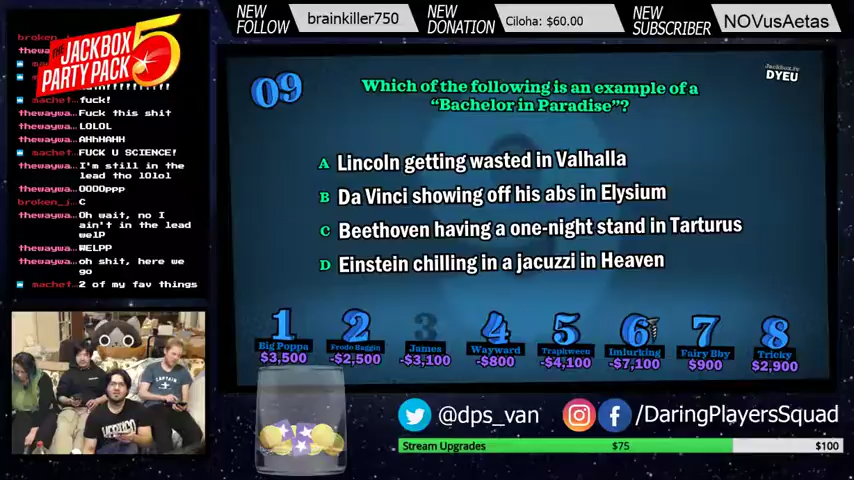 NEW FOLLOW
brainkiller750
NEW DONATION
Ciloha: $60.00
NEW SUBSCRIBER
NOVusAetas
THE JACKBOX PARTY PACK 5
fuck!
thewaywa… Fuck this shit
thewaywa… LOLOL
thewaywa… AHhHAHH
machet… FUCK U SCIENCE!
thewaywa… I'm still in the
lead tho lOlol
thewaywa… OOOOppp
broken_j… C
thewaywa… Oh wait, no I
ain't in the lead
welP
thewaywa… WELPP
thewaywa… oh shit, here we
go
machet… 2 of my fav things
09
Jackbox.tv
DYEU
Which of the following is an example of a
“Bachelor in Paradise”?
A Lincoln getting wasted in Valhalla
B Da Vinci showing off his abs in Elysium
C Beethoven having a one-night stand in Tarturus
D Einstein chilling in a jacuzzi in Heaven
1 2 3 4 5 6 7 8
Big Poppa Frodo Baggin James Wayward Trapkween Imlurking Fairy Bby Tricky
$3,500 -$2,500 -$3,100 -$800 -$4,100 -$7,100 $900 $2,900
@dps_van /DaringPlayersSquad
Stream Upgrades $75 $100